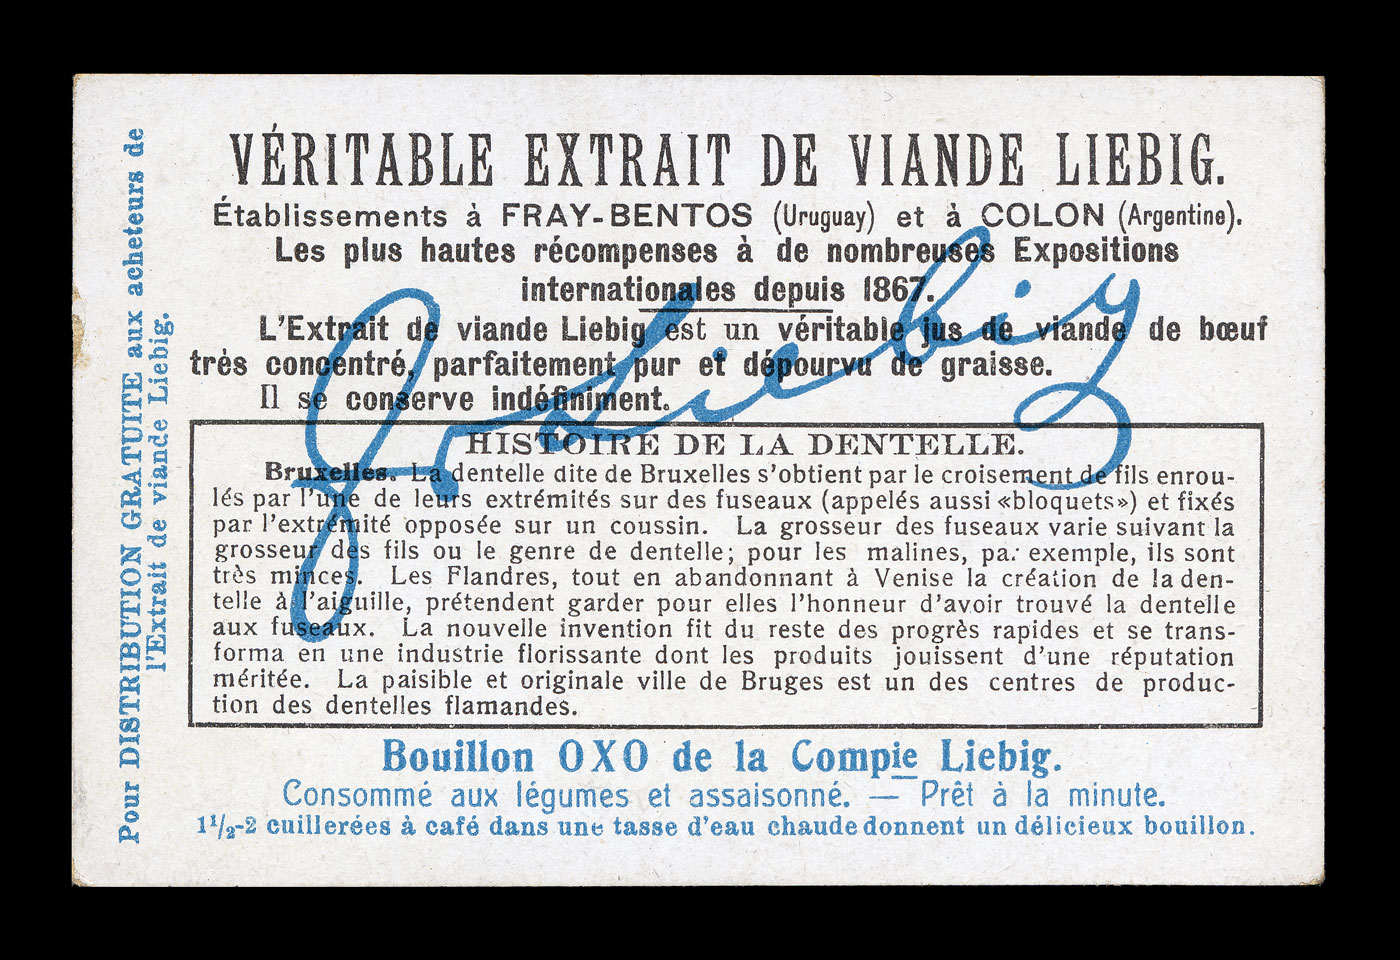 VÉRITABLE EXTRAIT DE VIANDE LIEBIG.
Établissements à FRAY-BENTOS (Uruguay) et à COLON (Argentine).
Les plus hautes récompenses à de nombreuses Expositions
internationales depuis 1867.
L'Extrait de viande Liebig est un véritable jus de viande de bœuf
très concentré, parfaitement pur et dépourvu de graisse.
Il se conserve indéfiniment.
J. v Liebig
HISTOIRE DE LA DENTELLE.
Bruxelles. La dentelle dite de Bruxelles s'obtient par le croisement de fils enrou-
lés par l'une de leurs extrémités sur des fuseaux (appelés aussi «bloquets») et fixés
par l'extrémité opposée sur un coussin. La grosseur des fuseaux varie suivant la
grosseur des fils ou le genre de dentelle; pour les malines, par exemple, ils sont
très minces. Les Flandres, tout en abandonnant à Venise la création de la den-
telle à l'aiguille, prétendent garder pour elles l'honneur d'avoir trouvé la dentelle
aux fuseaux. La nouvelle invention fit du reste des progrès rapides et se trans-
forma en une industrie florissante dont les produits jouissent d'une réputation
méritée. La paisible et originale ville de Bruges est un des centres de produc-
tion des dentelles flamandes.
Bouillon OXO de la Compie Liebig.
Consommé aux légumes et assaisonné. — Prêt à la minute.
1 1/2-2 cuillerées à café dans une tasse d'eau chaude donnent un délicieux bouillon.
Pour DISTRIBUTION GRATUITE aux acheteurs de
l'Extrait de viande Liebig.